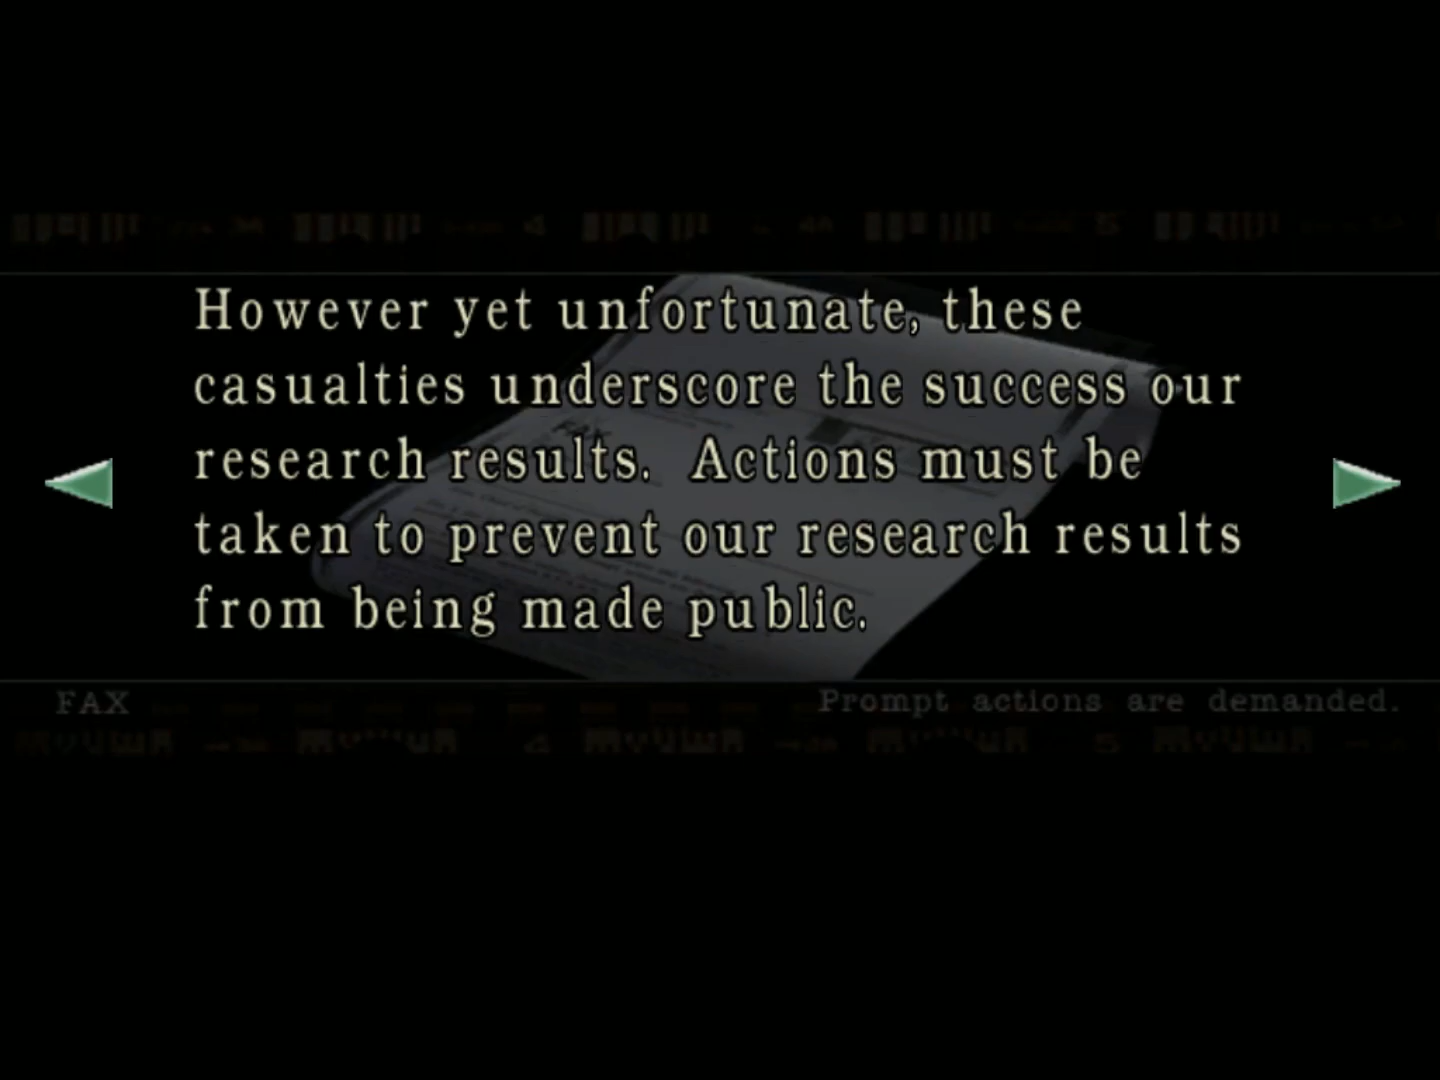 However yet unfortunate, these
casualties underscore the success our
research results. Actions must be
taken to prevent our research results
from being made public.
FAX
Prompt actions are demanded.